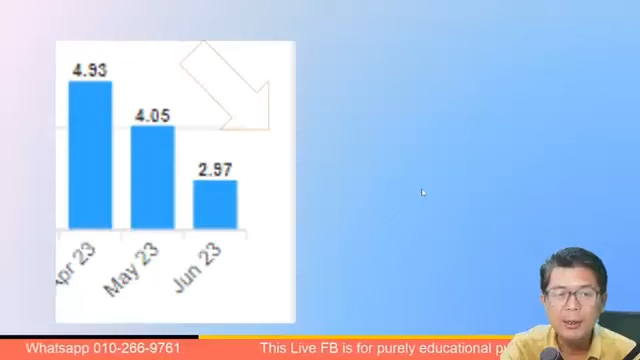 4.93
4.05
2.97
Apr 23
May 23
Jun 23
Whatsapp 010-266-9761
This Live FB is for purely educational